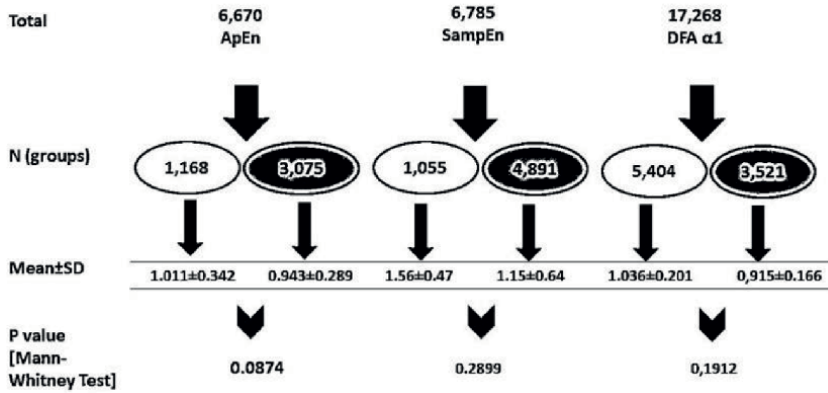 Total 6,670 6,785 17,268
ApEn SampEn DFA α1
N (groups) 1,168 3,075 1,055 4,891 5,404 3,521
Mean±SD 1.011±0.342 0.943±0.289 1.56±0.47 1.15±0.64 1.036±0.201 0,915±0.166
P value
[Mann-
Whitney Test] 0.0874 0.2899 0,1912